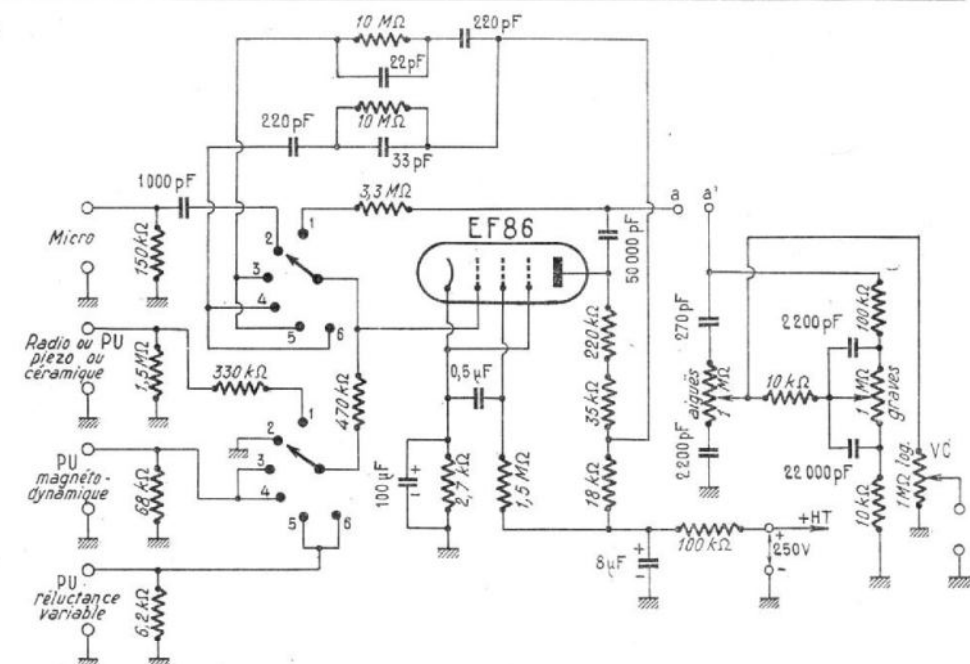 10 MΩ
220 pF
22 pF
10 MΩ
220 pF
33 pF
1000 pF
3,3 MΩ
a
a'
Micro
150 kΩ
1
2
3
4
5
6
EF86
50 000 pF
100 kΩ
270 pF
2200 pF
Radio ou PU
piezo ou
céramique
1,5 MΩ
330 kΩ
470 kΩ
0,5 µF
220 kΩ
35 kΩ
aiguës
1 MΩ
10 kΩ
1 MΩ
graves
PU
magnéto-
dynamique
68 kΩ
1
2
3
4
5
6
100 µF
+
-
2,7 kΩ
1,5 MΩ
18 kΩ
2200 pF
22 000 pF
10 kΩ
1 MΩ log.
VC
PU
réluctance
variable
6,2 kΩ
8 µF
+
-
100 kΩ
+HT
+
250V
-